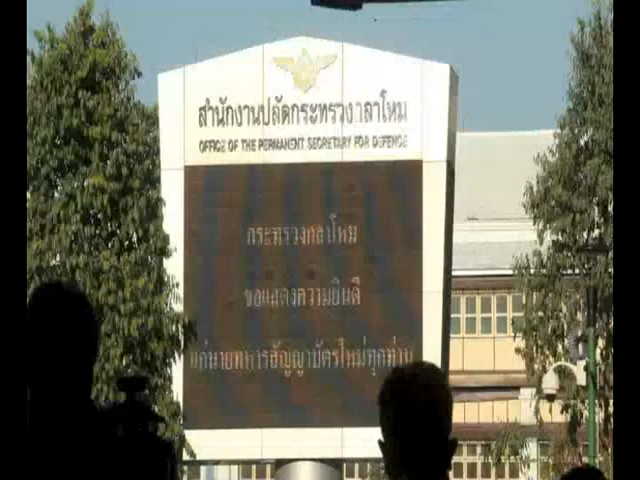 สำนักงานปลัดกระทรวงกลาโหม
OFFICE OF THE PERMANENT SECRETARY FOR DEFENCE
กระทรวงกลาโหม
ขอแสดงความยินดี
แก่นายทหารสัญญาบัตรใหม่ทุกท่าน